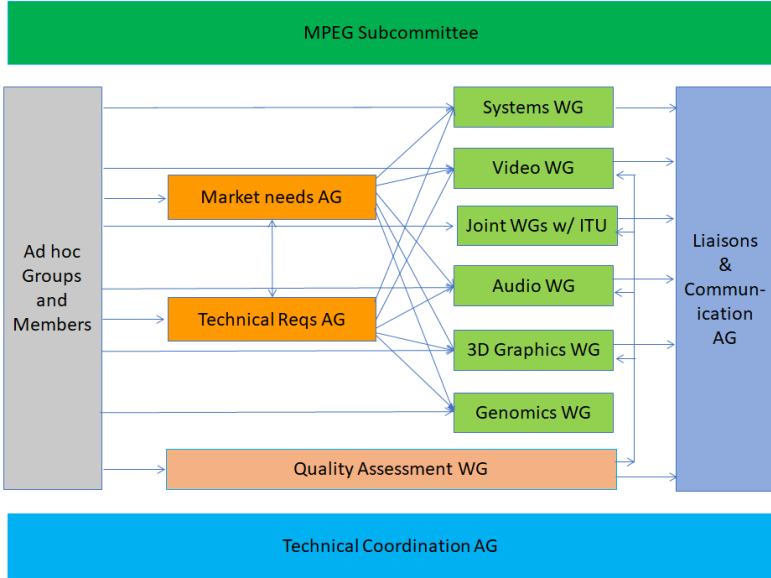 MPEG Subcommittee
Systems WG
Video WG
Market needs AG
Joint WGs w/ ITU
Ad hoc
Groups
and
Members
Liaisons
&
Commun-
ication
AG
Audio WG
Technical Reqs AG
3D Graphics WG
Genomics WG
Quality Assessment WG
Technical Coordination AG